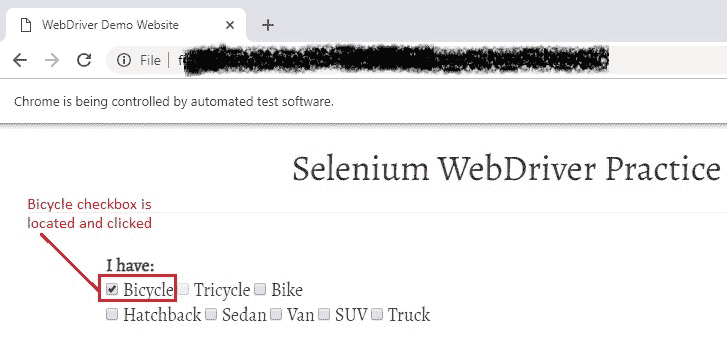 WebDriver Demo Website
File
Chrome is being controlled by automated test software.
Selenium WebDriver Practice
Bicycle checkbox is
located and clicked
I have:
Bicycle Tricycle Bike
Hatchback Sedan Van SUV Truck